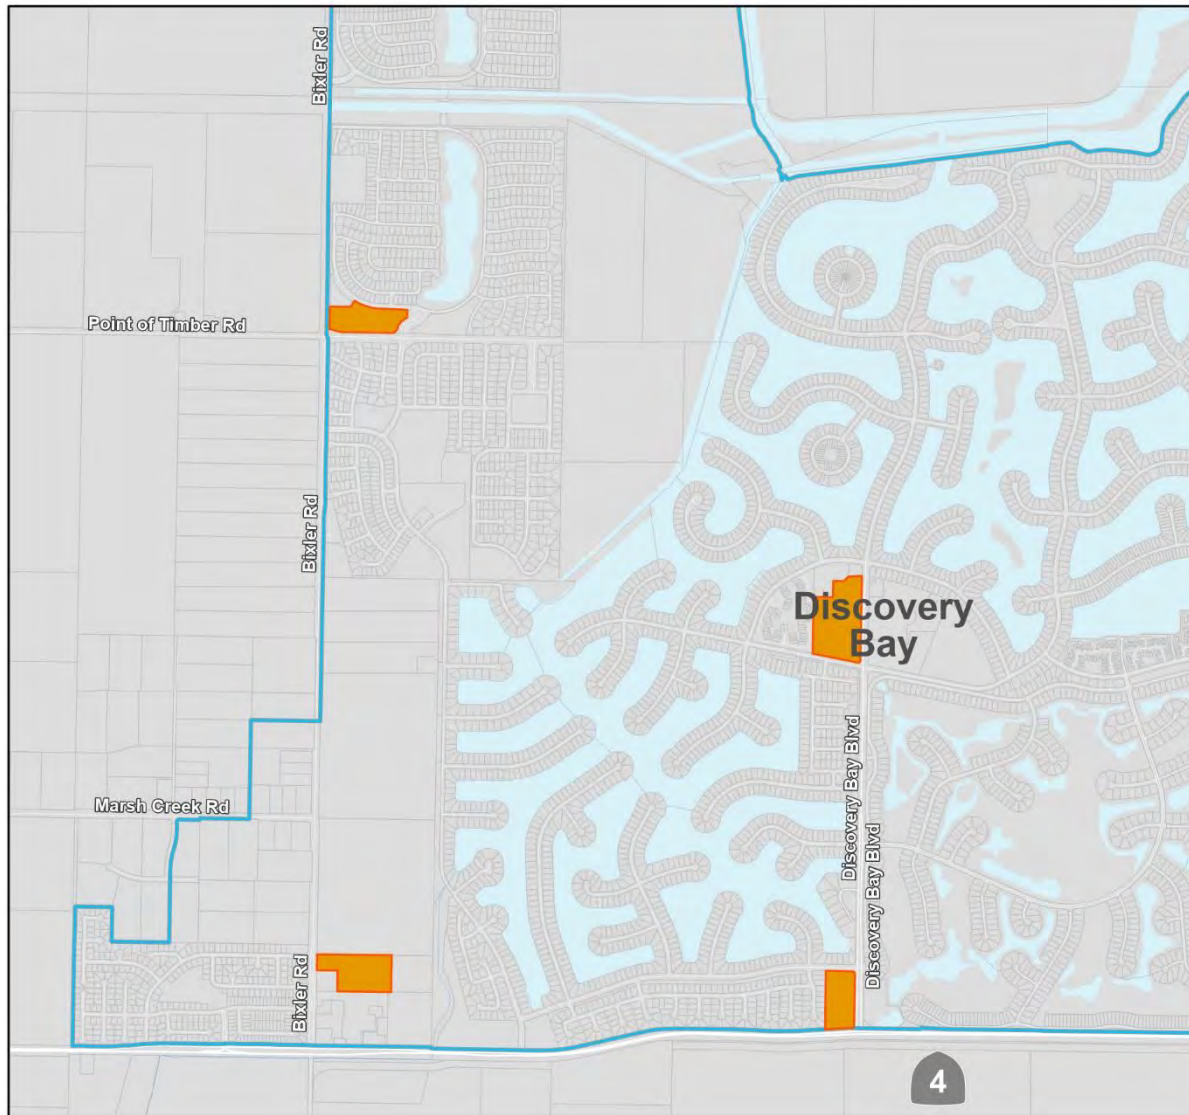 Bixler Rd
Point of Timber Rd
Bixler Rd
Discovery
Bay
Discovery Bay Blvd
Marsh Creek Rd
Discovery Bay Blvd
Bixler Rd
4